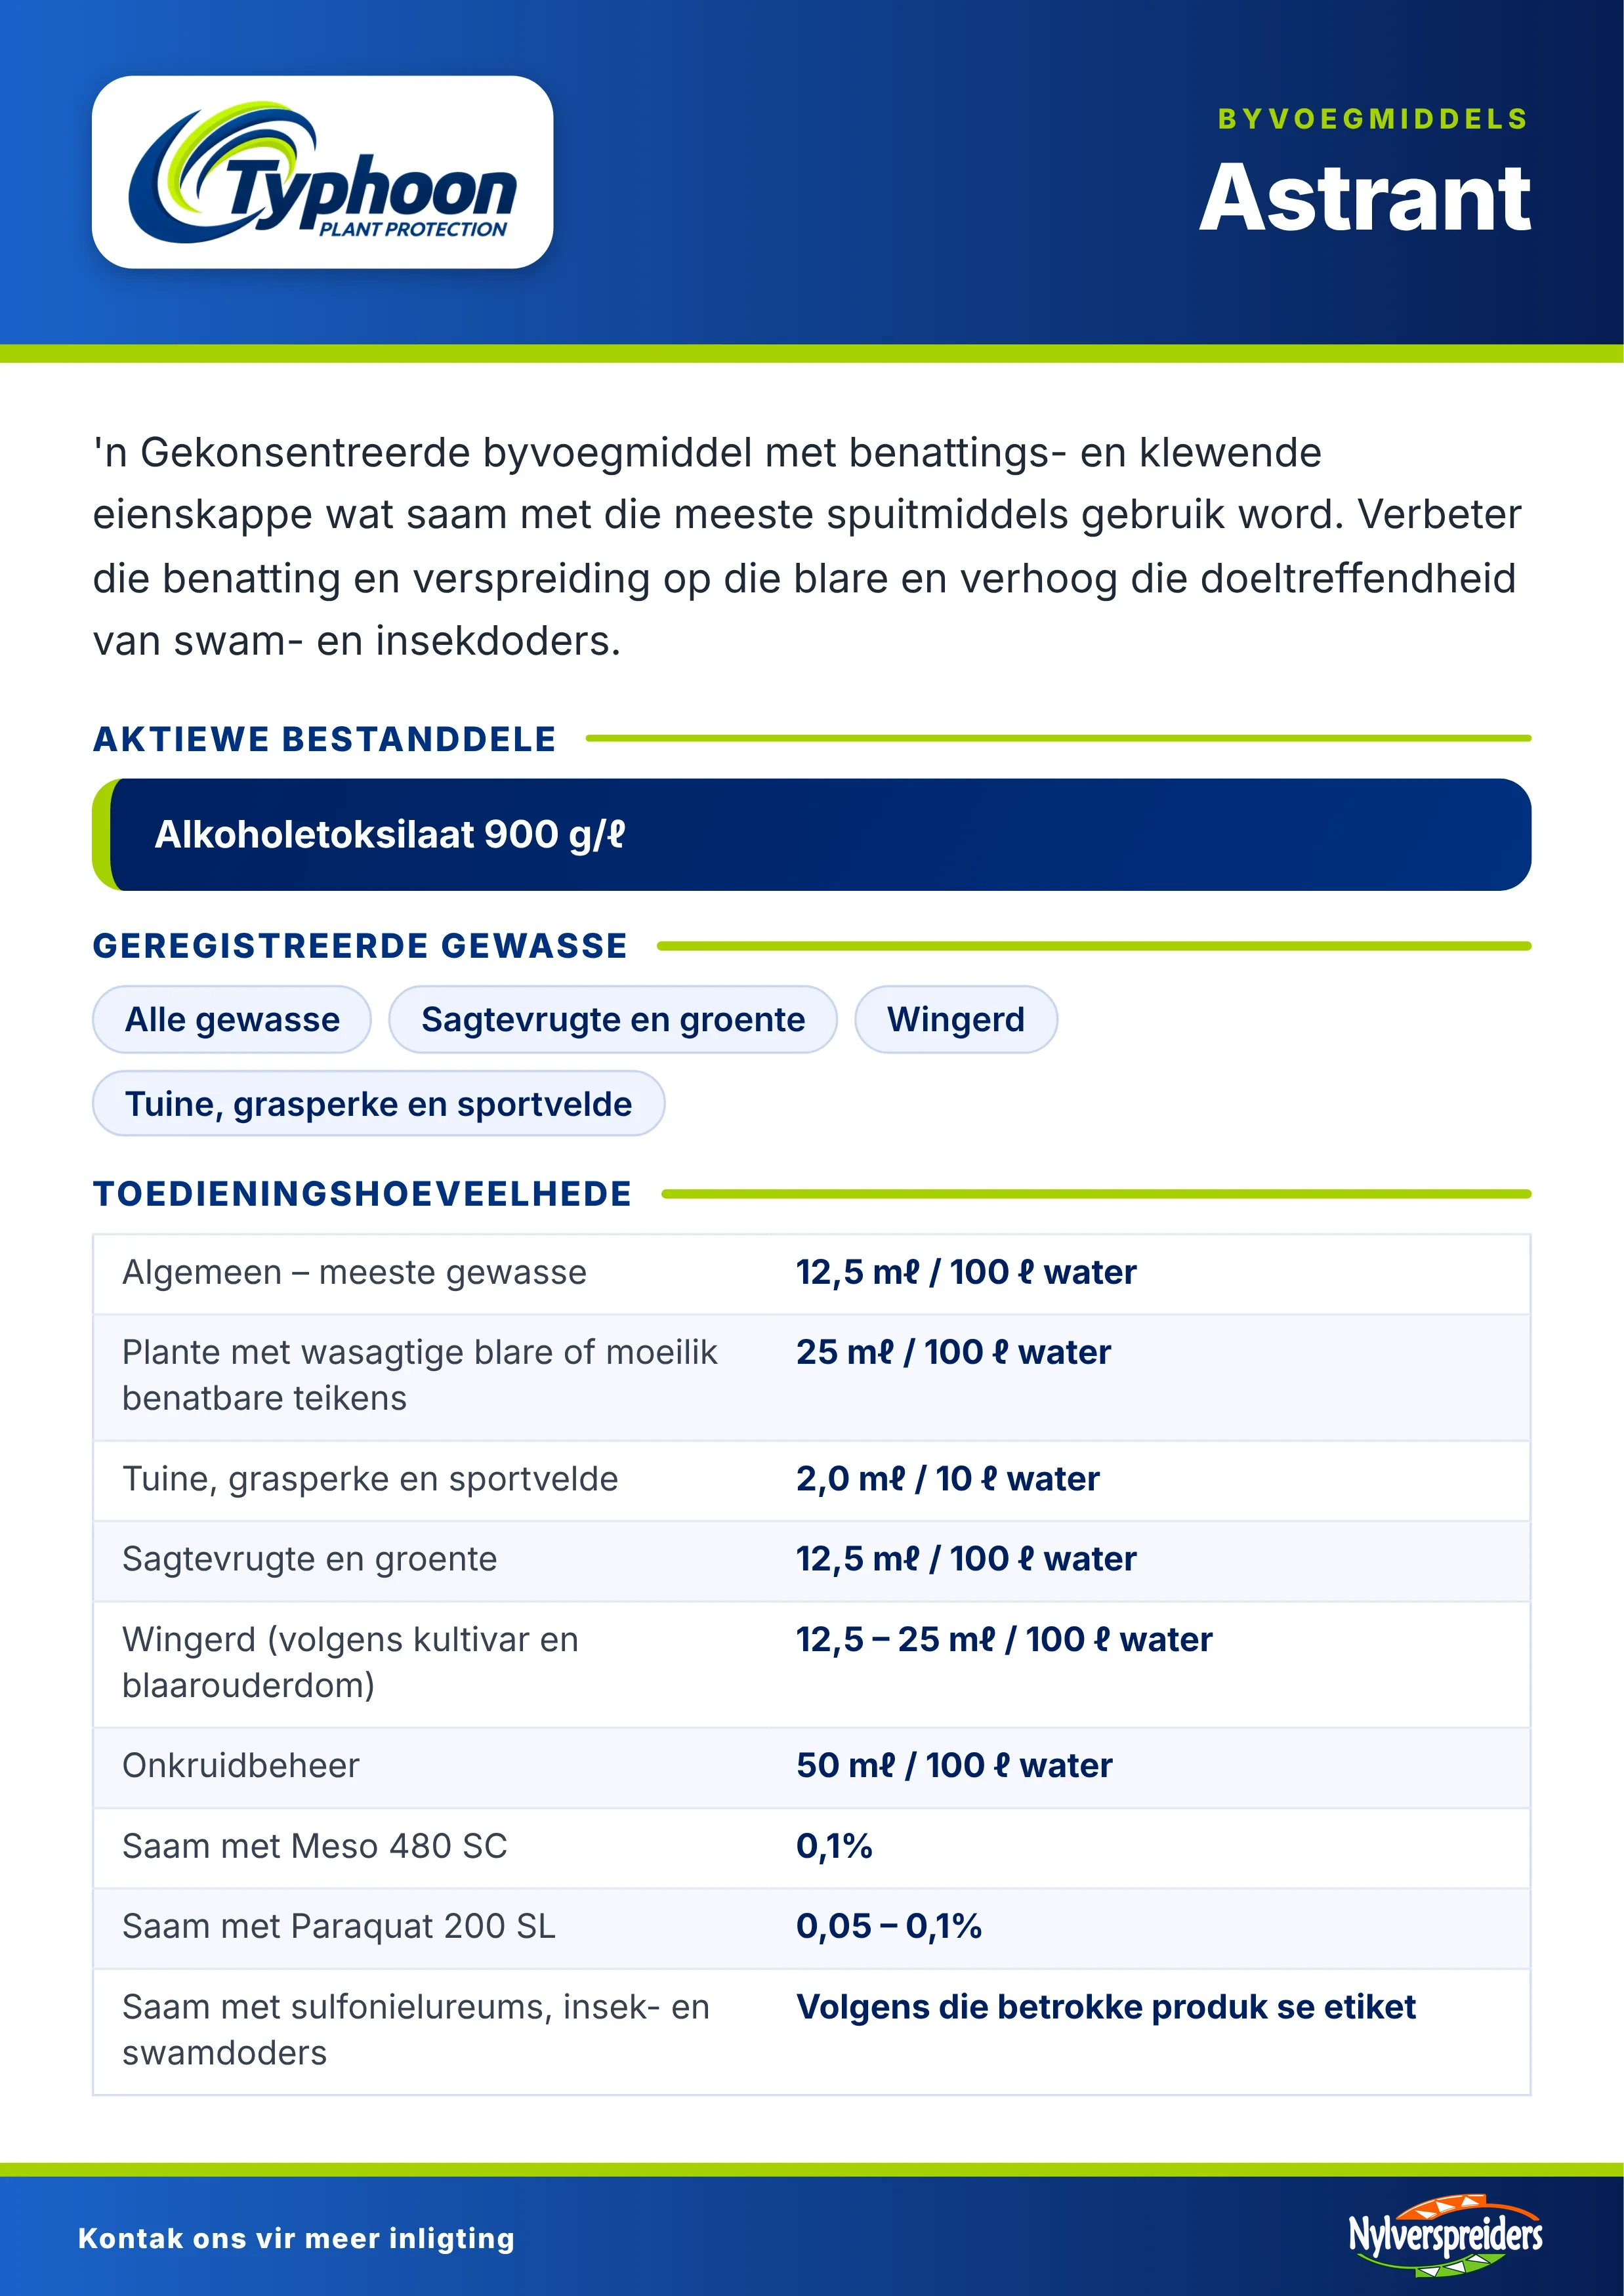 Typhoon
PLANT PROTECTION
BYVOEGMIDDELS
Astrant
'n Gekonsentreerde byvoegmiddel met benattings- en klewende
eienskappe wat saam met die meeste spuitmiddels gebruik word. Verbeter
die benatting en verspreiding op die blare en verhoog die doeltreffendheid
van swam- en insekdoders.
AKTIEWE BESTANDDELE
Alkoholetoksilaat 900 g/ℓ
GEREGISTREERDE GEWASSE
Alle gewasse Sagtevrugte en groente Wingerd
Tuine, grasperke en sportvelde
TOEDIENINGSHOEVEELHEDE
Algemeen – meeste gewasse 12,5 mℓ / 100 ℓ water
Plante met wasagtige blare of moeilik 25 mℓ / 100 ℓ water
benatbare teikens
Tuine, grasperke en sportvelde 2,0 mℓ / 10 ℓ water
Sagtevrugte en groente 12,5 mℓ / 100 ℓ water
Wingerd (volgens kultivar en 12,5 – 25 mℓ / 100 ℓ water
blaarouderdom)
Onkruidbeheer 50 mℓ / 100 ℓ water
Saam met Meso 480 SC 0,1%
Saam met Paraquat 200 SL 0,05 – 0,1%
Saam met sulfonielureums, insek- en Volgens die betrokke produk se etiket
swamdoders
Kontak ons vir meer inligting
Nylverspreiders